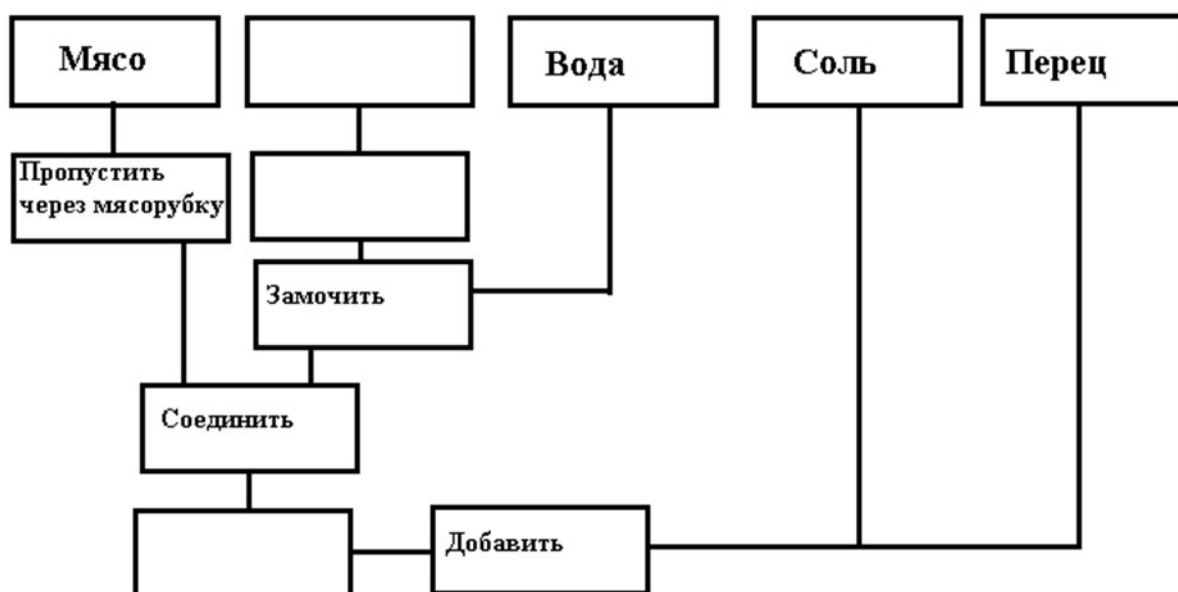 Мясо
Вода
Соль
Перец
Пропустить
через мясорубку
Замочить
Соединить
Добавить